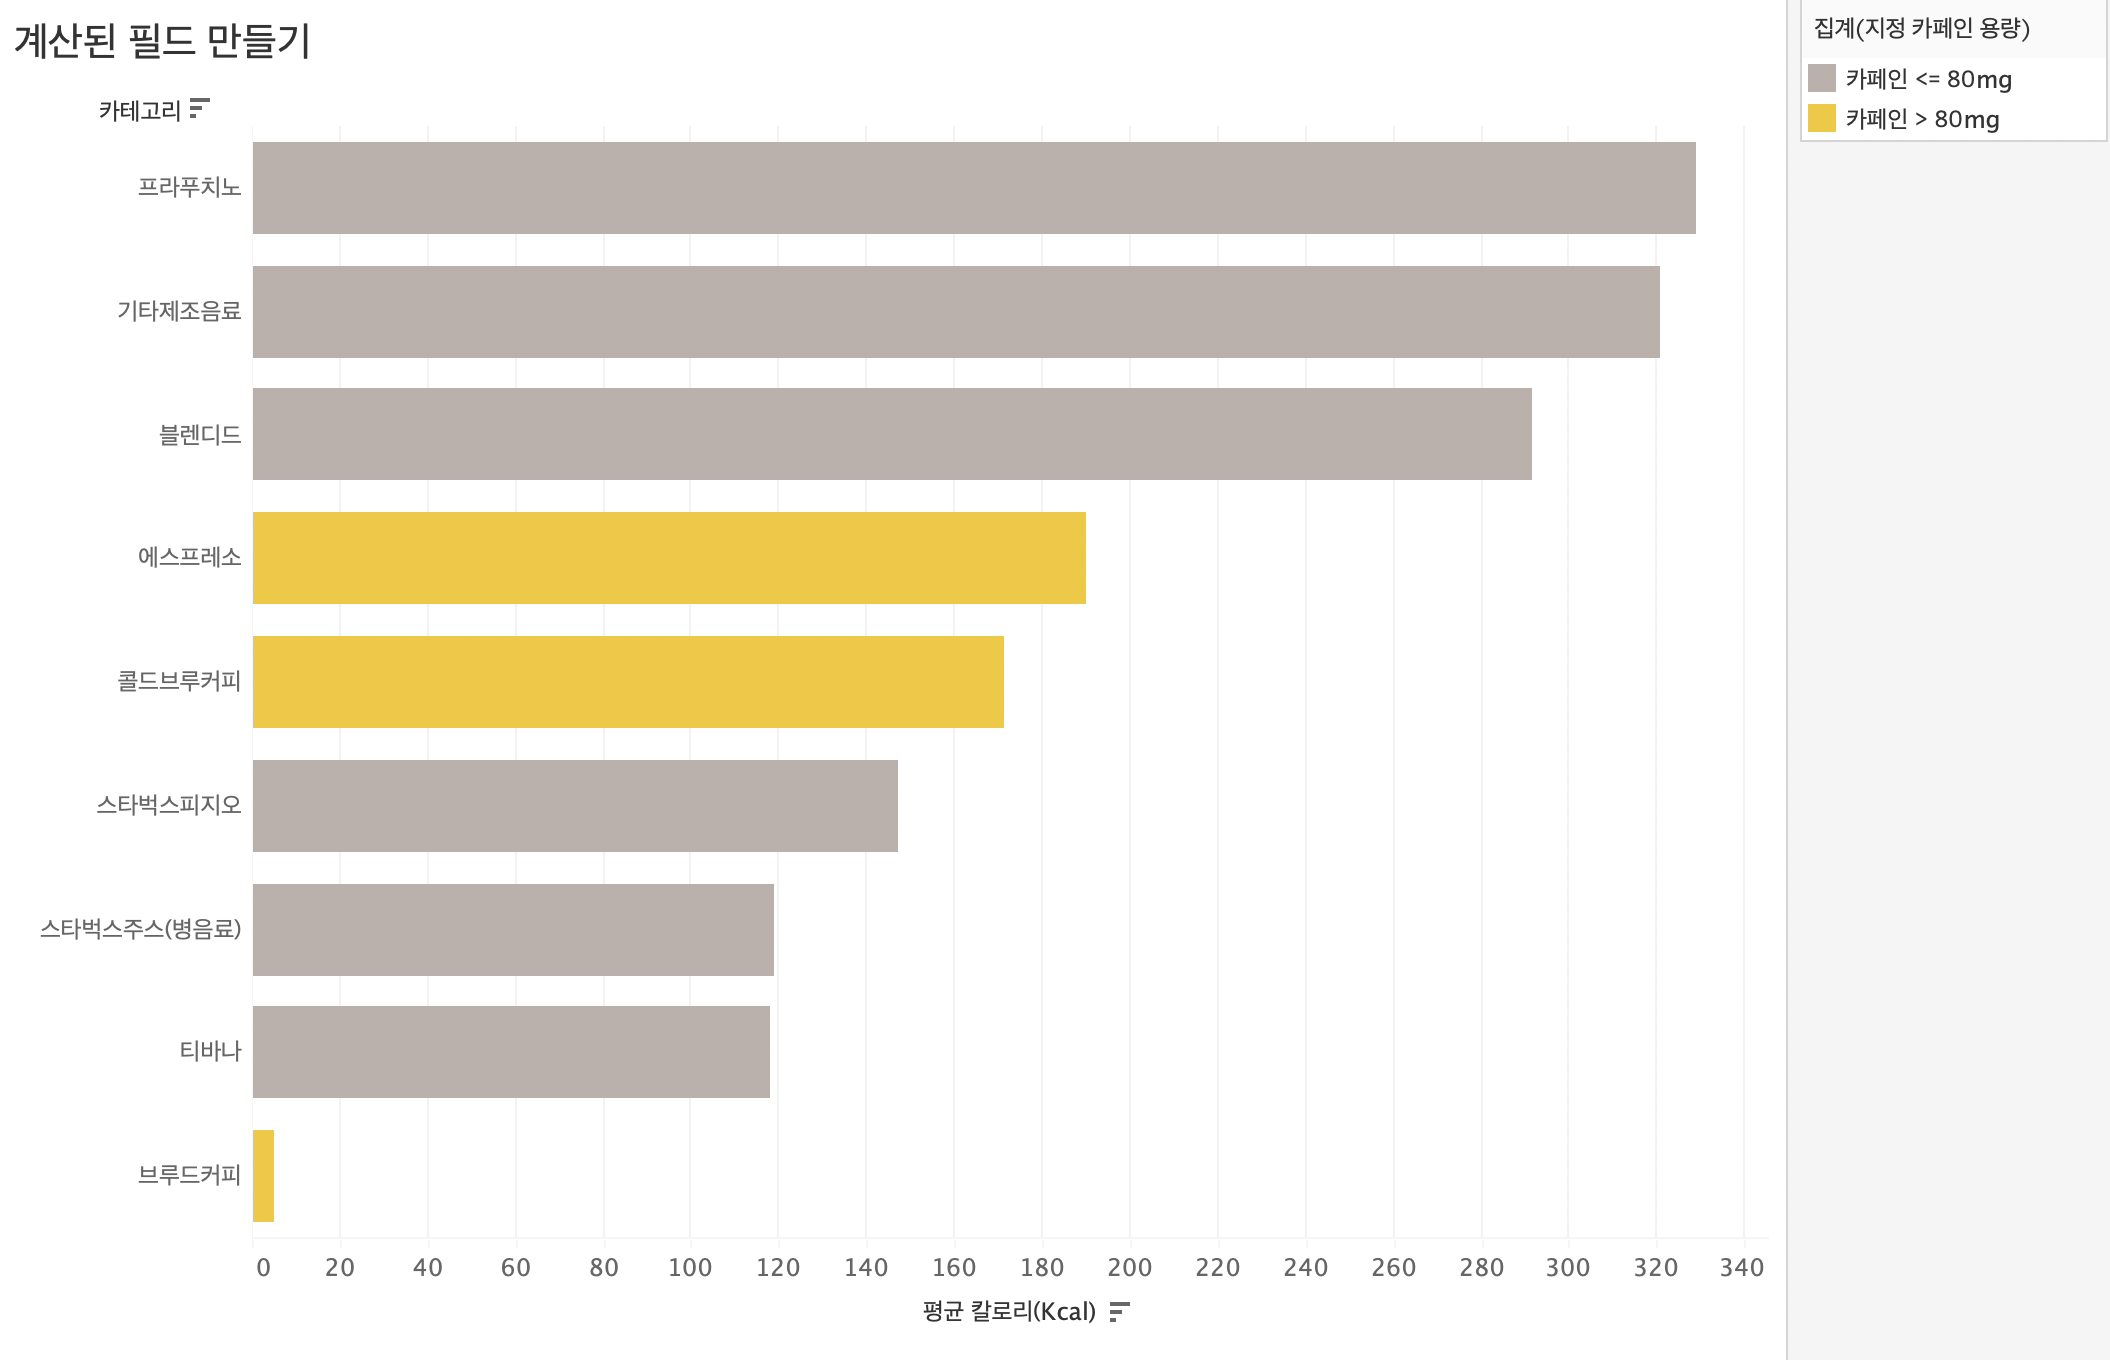 계산된 필드 만들기
집계(지정 카페인 용량)
카페인 <= 80mg
카페인 > 80mg
카테고리
프라푸치노
기타제조음료
블렌디드
에스프레소
콜드브루커피
스타벅스피지오
스타벅스주스(병음료)
티바나
브루드커피
0 20 40 60 80 100 120 140 160 180 200 220 240 260 280 300 320 340
평균 칼로리(Kcal)